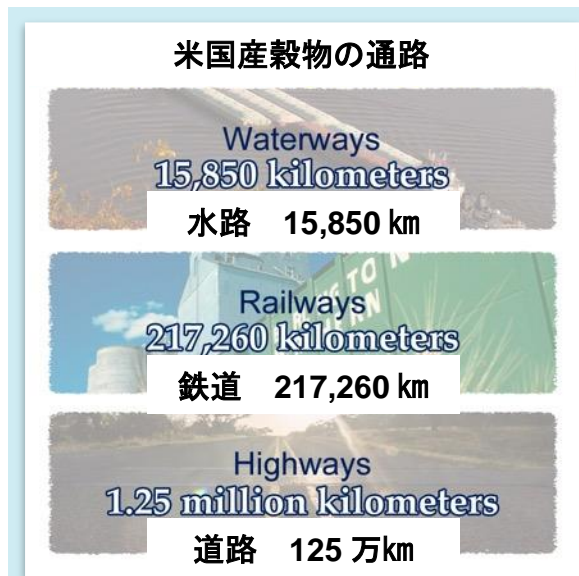 米国産穀物の通路
Waterways
15,850 kilometers
水路　15,850 ㎞
Railways
217,260 kilometers
鉄道　217,260 ㎞
Highways
1.25 million kilometers
道路　125 万㎞